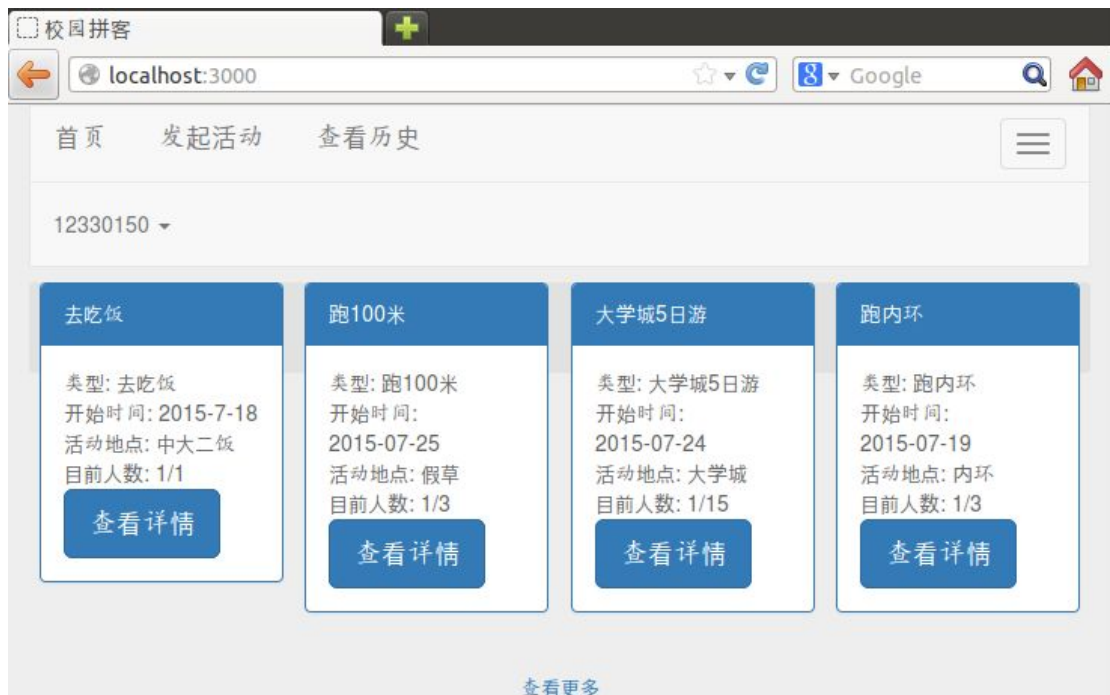 校园拼客
localhost:3000
Google
首页 发起活动 查看历史
12330150
去吃饭
类型: 去吃饭
开始时间: 2015-7-18
活动地点: 中大二饭
目前人数: 1/1
查看详情
跑100米
类型: 跑100米
开始时间:
2015-07-25
活动地点: 假草
目前人数: 1/3
查看详情
大学城5日游
类型: 大学城5日游
开始时间:
2015-07-24
活动地点: 大学城
目前人数: 1/15
查看详情
跑内环
类型: 跑内环
开始时间:
2015-07-19
活动地点: 内环
目前人数: 1/3
查看详情
查看更多